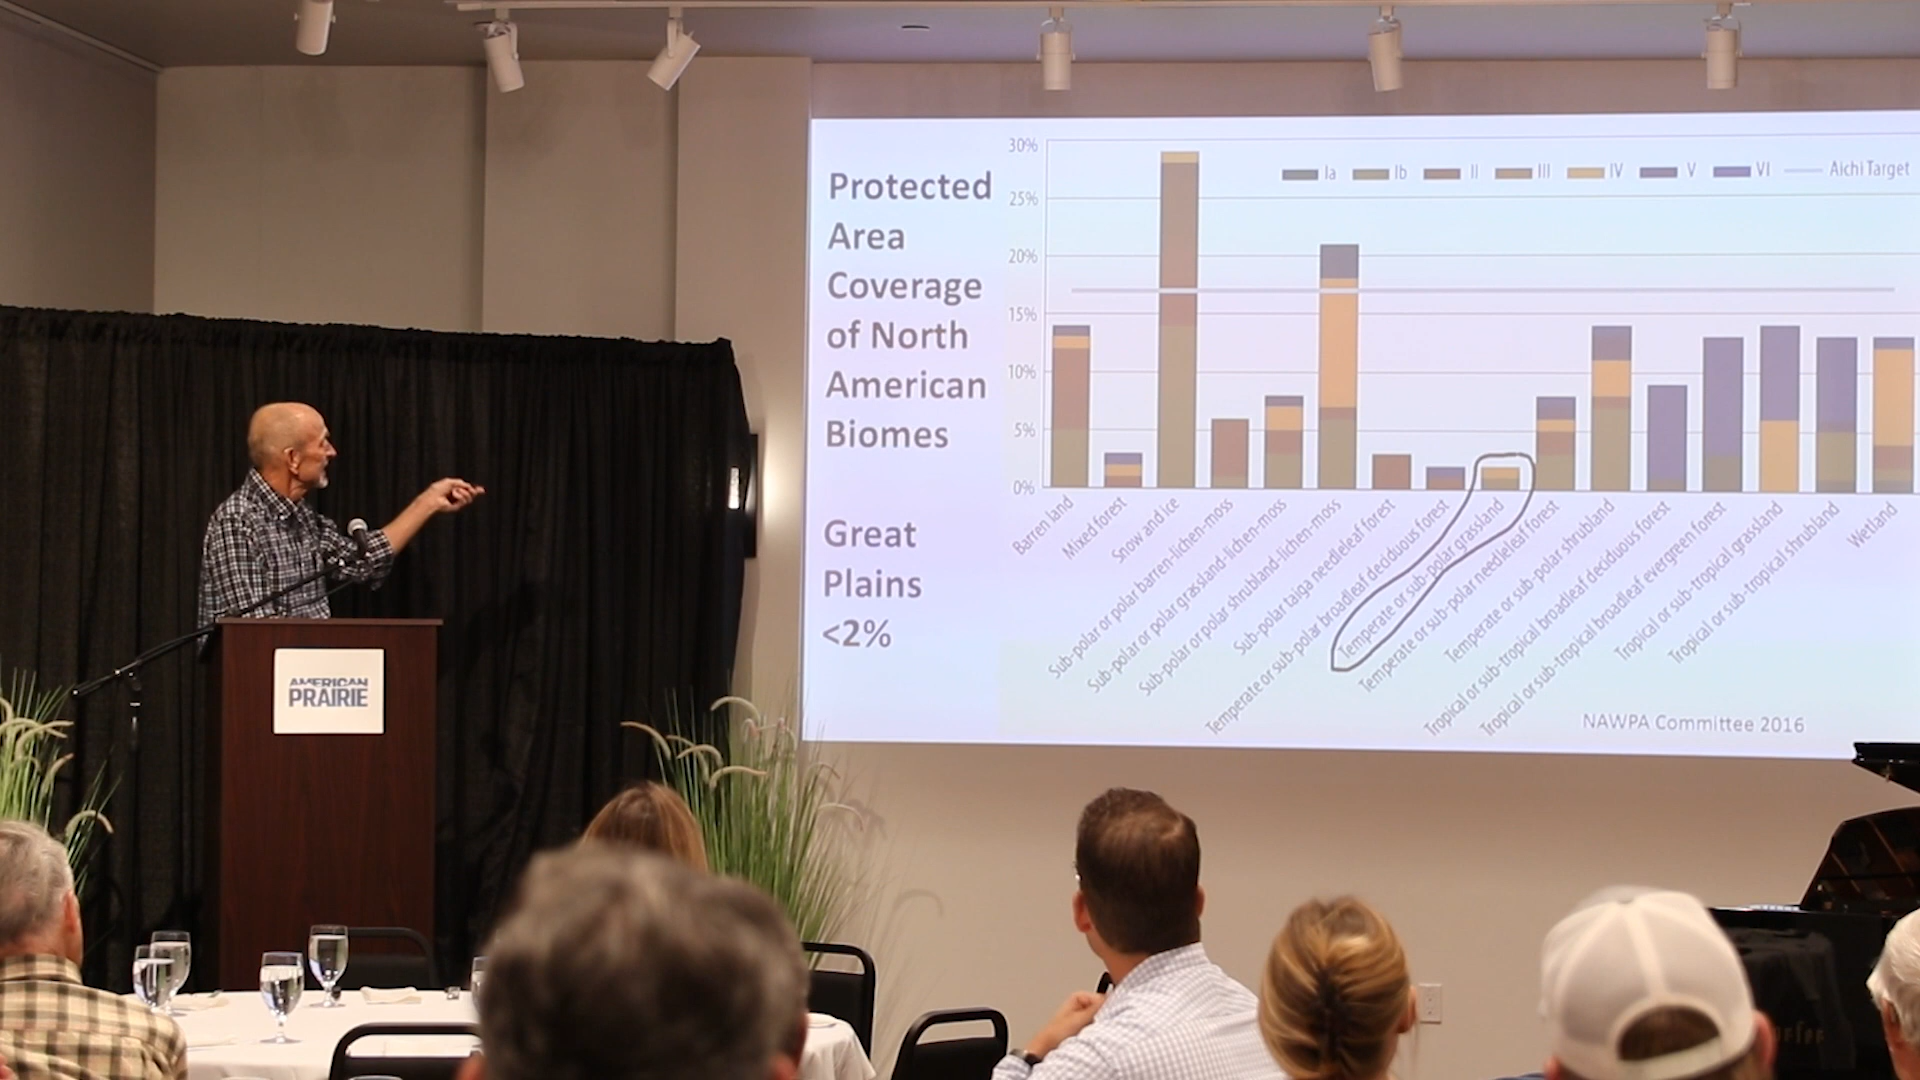 Protected
Area
Coverage
of North
American
Biomes
Great
Plains
<2%
30%
25%
20%
15%
10%
5%
0%
Ia Ib II III IV V VI Aichi Target
Barren land
Mixed forest
Snow and ice
Sub-polar or polar barren-lichen-moss
Sub-polar or polar grassland-lichen-moss
Sub-polar or polar shrubland-lichen-moss
Sub-polar taiga needleleaf forest
Temperate or sub-polar broadleaf deciduous forest
Temperate or sub-polar grassland
Temperate or sub-polar needleleaf forest
Temperate or sub-polar shrubland
Tropical or sub-tropical broadleaf deciduous forest
Tropical or sub-tropical broadleaf evergreen forest
Tropical or sub-tropical grassland
Tropical or sub-tropical shrubland
Wetland
NAWPA Committee 2016
AMERICAN
PRAIRIE